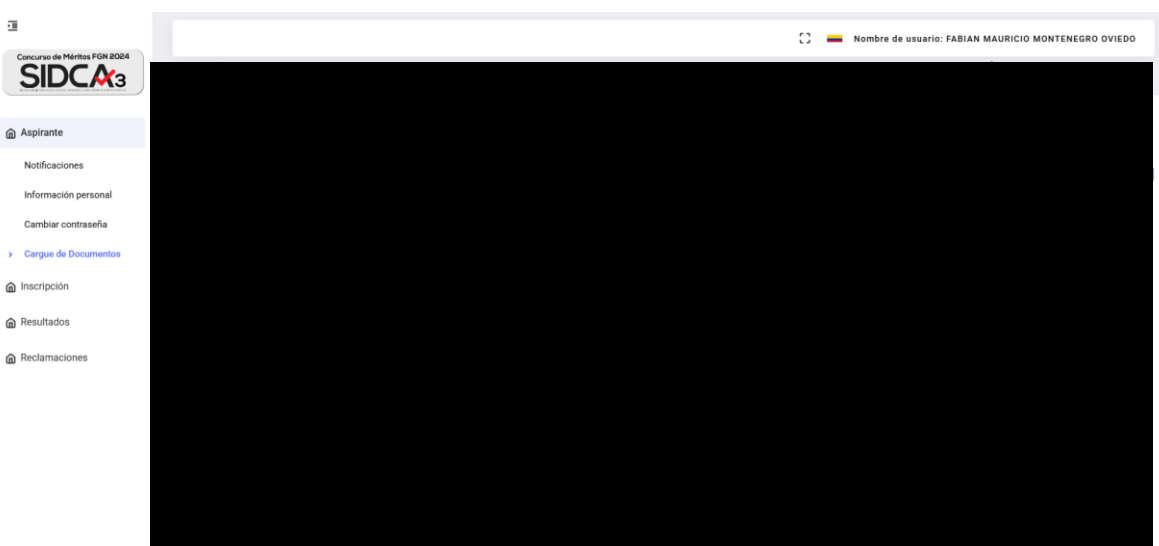 Concurso de Méritos FGN 2024
SIDCA3
Nombre de usuario: FABIAN MAURICIO MONTENEGRO OVIEDO
Aspirante
Notificaciones
Información personal
Cambiar contraseña
Cargue de Documentos
Inscripción
Resultados
Reclamaciones